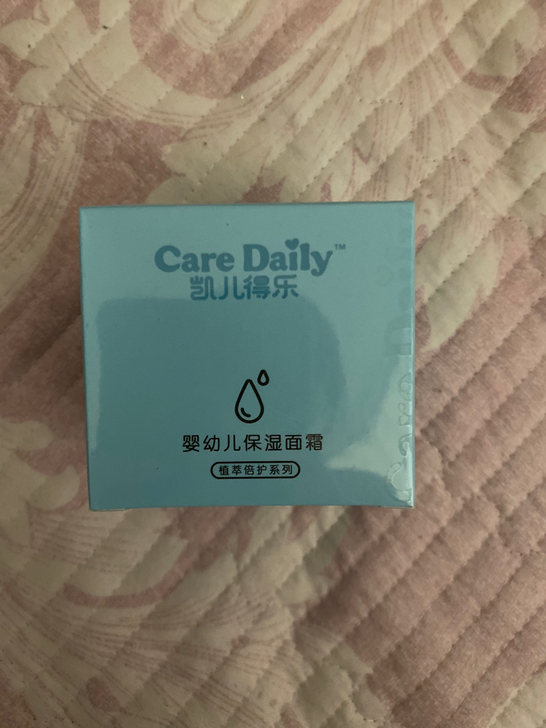 Care Daily™
凯儿得乐
婴幼儿保湿面霜
植萃倍护系列